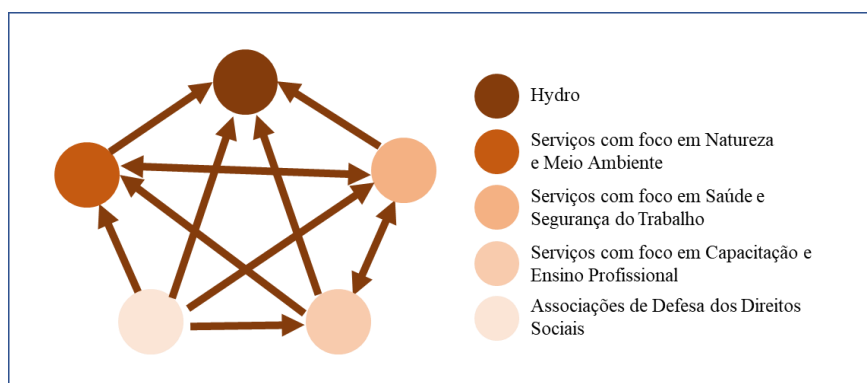 Hydro
Serviços com foco em Natureza
e Meio Ambiente
Serviços com foco em Saúde e
Segurança do Trabalho
Serviços com foco em Capacitação e
Ensino Profissional
Associações de Defesa dos Direitos
Sociais